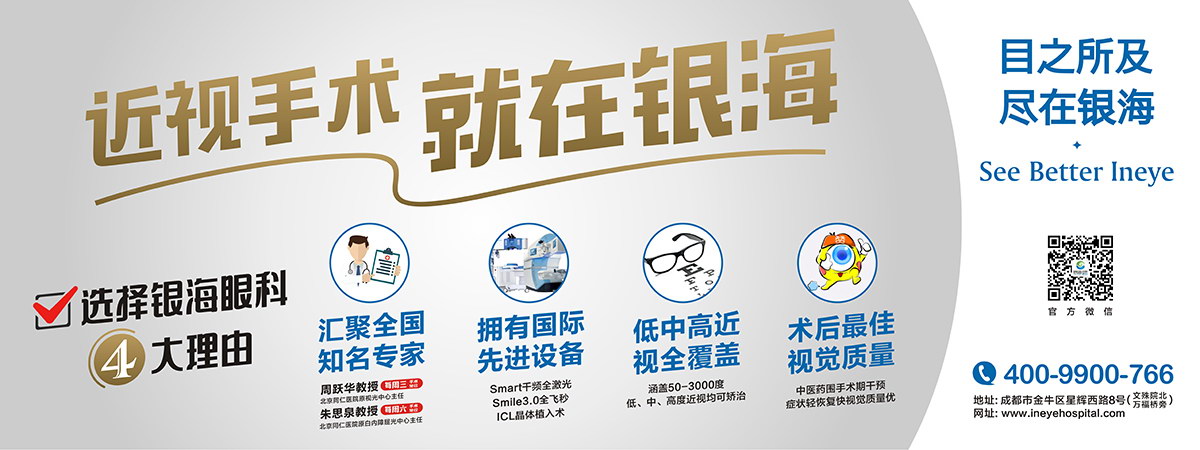 近视手术 就在银海
选择银海眼科
4大理由
汇聚全国
知名专家
周跃华教授 每周三
北京同仁医院原视光中心主任
朱思泉教授 每周六
北京同仁医院原白内障屈光中心主任
拥有国际
先进设备
Smart千频全激光
Smile3.0全飞秒
ICL晶体植入术
低中高近
视全覆盖
涵盖50-3000度
低、中、高度近视均可矫治
术后最佳
视觉质量
中医药围手术期干预
症状轻恢复快视觉质量优
目之所及
尽在银海
See Better Ineye
官方微信
400-9900-766
地址: 成都市金牛区星辉西路8号(文殊院北万福桥旁)
网址: www.ineyehospital.com